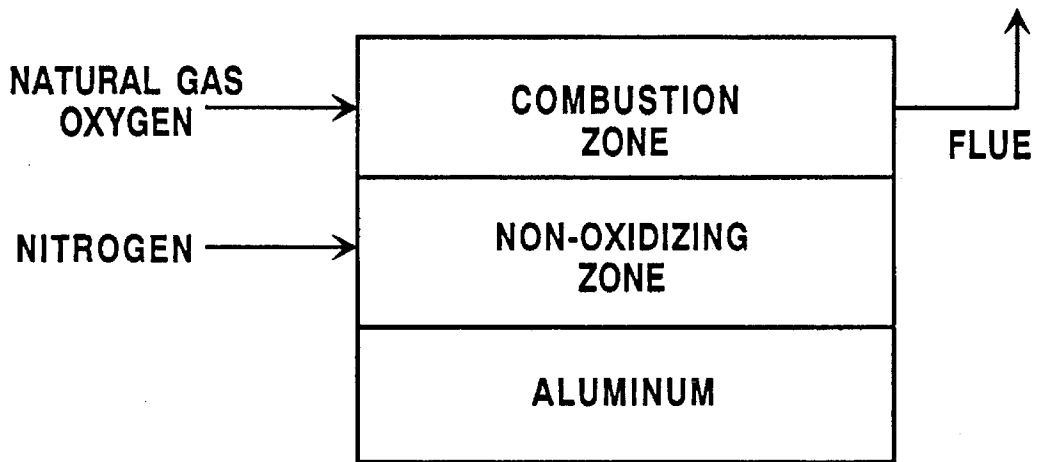 NATURAL GAS
OXYGEN
COMBUSTION
ZONE
FLUE
NITROGEN
NON-OXIDIZING
ZONE
ALUMINUM